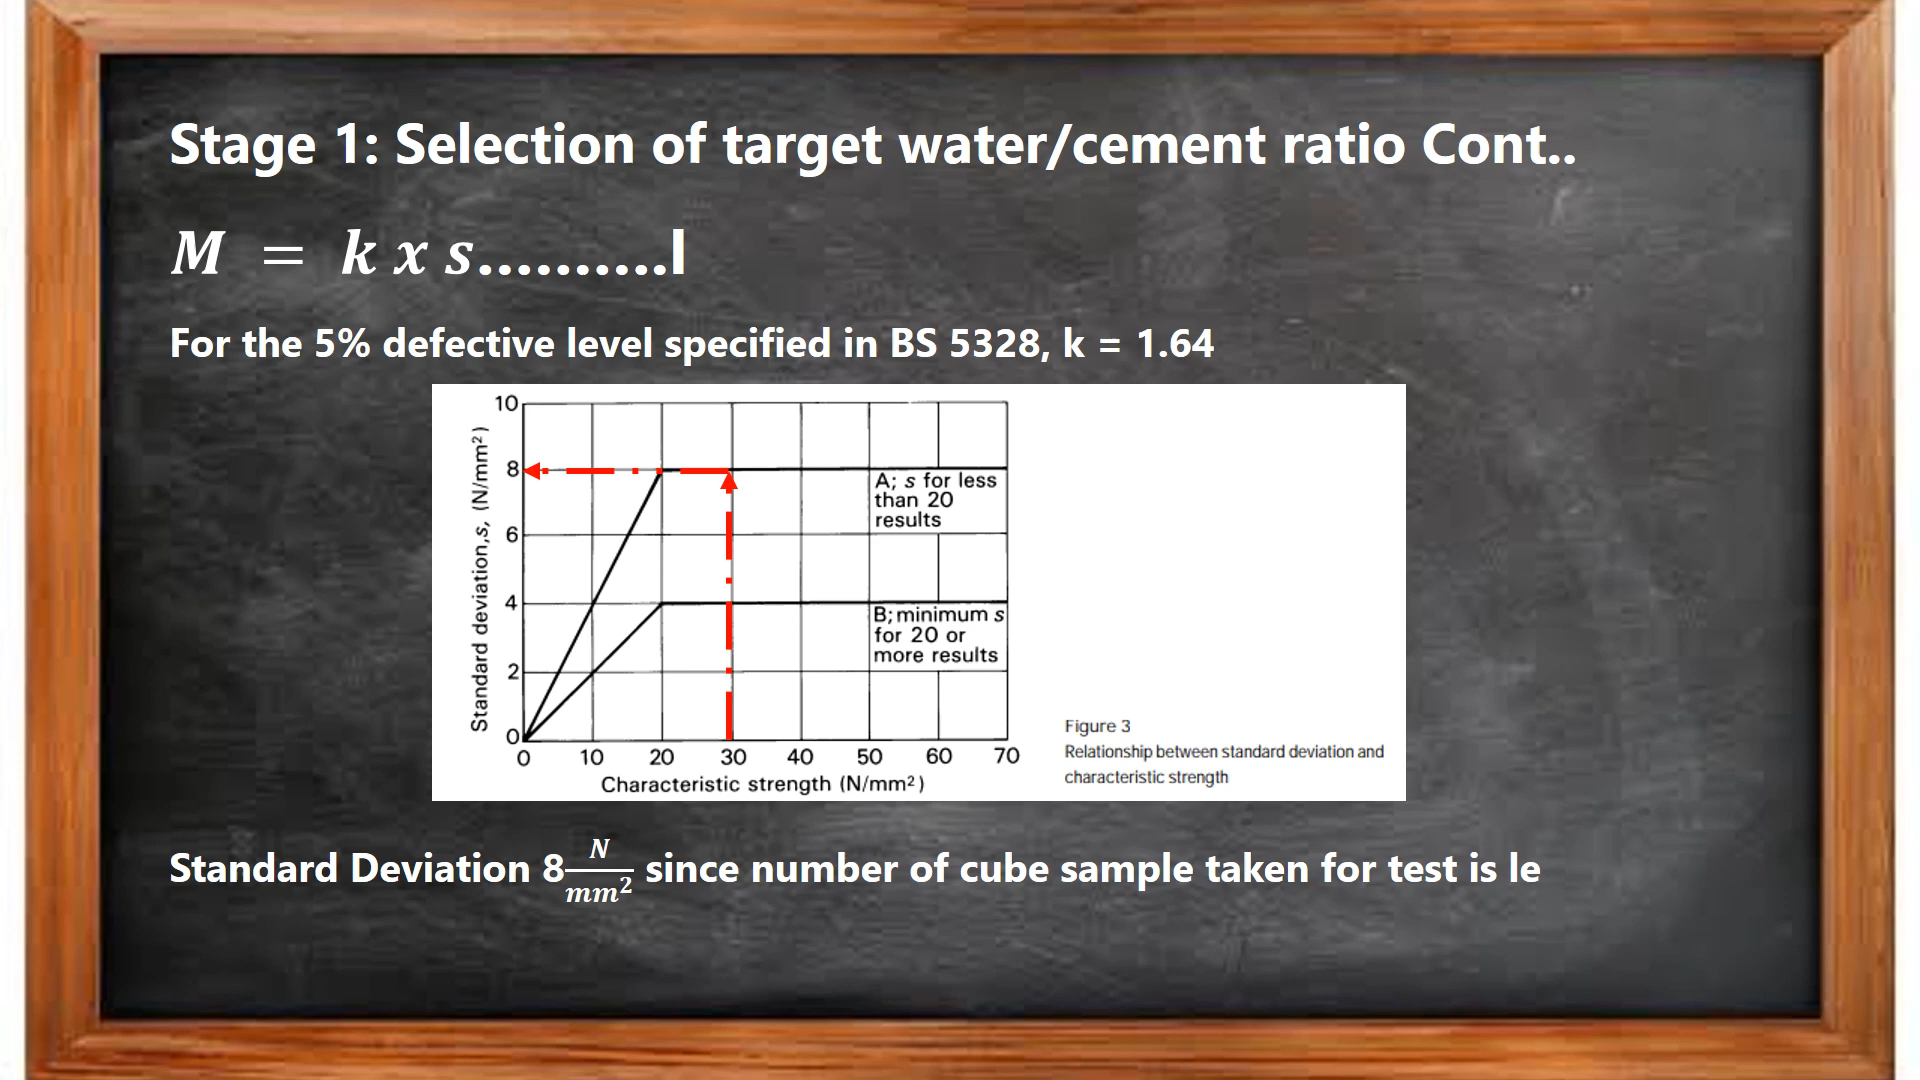 Stage 1: Selection of target water/cement ratio Cont..
M = k x s..........I
For the 5% defective level specified in BS 5328, k = 1.64
Standard deviation, s, (N/mm²)
10
8
6
4
2
0
A; s for less
than 20
results
B; minimum s
for 20 or
more results
0 10 20 30 40 50 60 70
Characteristic strength (N/mm²)
Figure 3
Relationship between standard deviation and
characteristic strength
Standard Deviation 8 N/mm² since number of cube sample taken for test is le